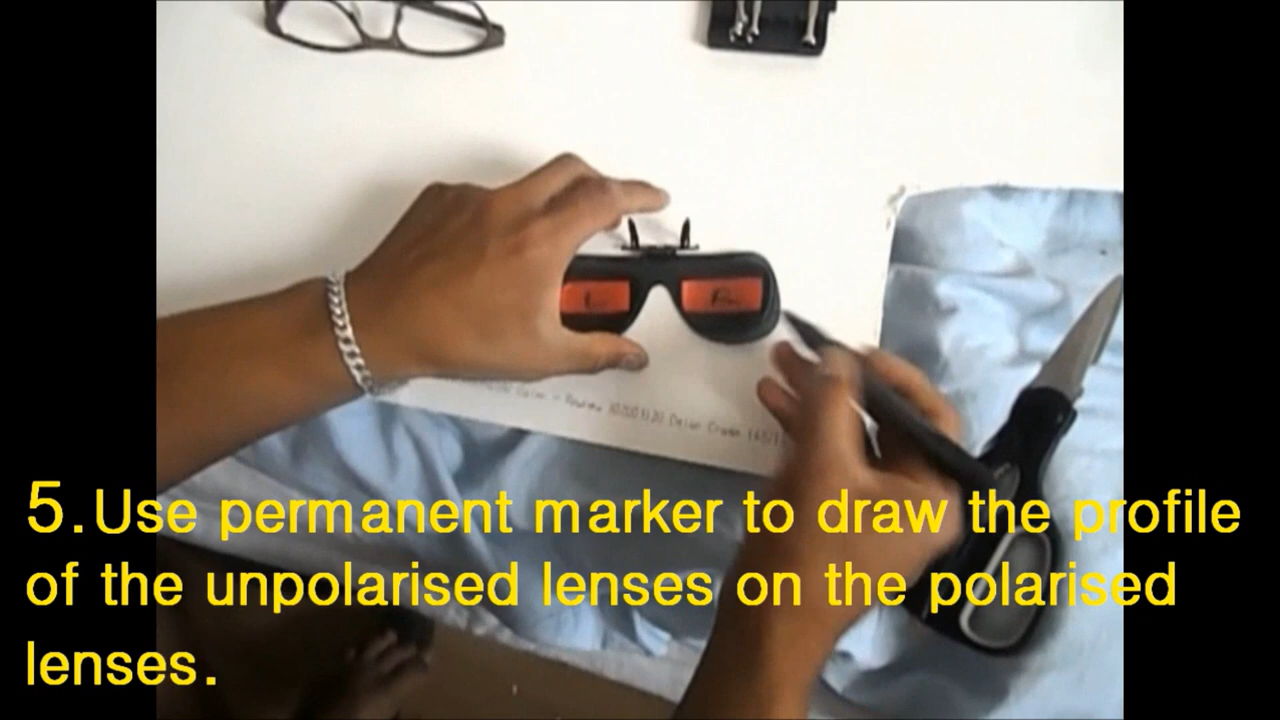 L
R
5.Use permanent marker to draw the profile
of the unpolarised lenses on the polarised
lenses.